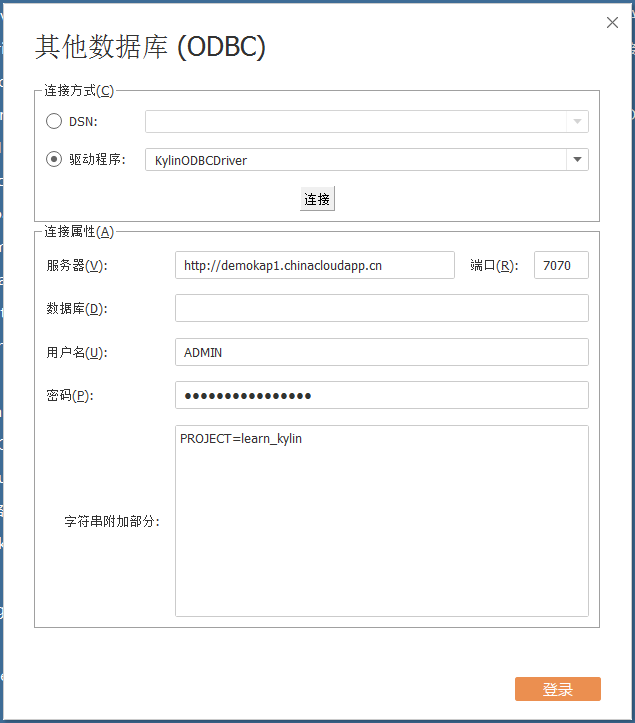 其他数据库 (ODBC)
连接方式(C)
DSN:
驱动程序: KylinODBCDriver
连接
连接属性(A)
服务器(V): http://demokap1.chinacloudapp.cn 端口(R): 7070
数据库(D):
用户名(U): ADMIN
密码(P): ●●●●●●●●●●●●●●●●
PROJECT=learn_kylin
字符串附加部分:
登录